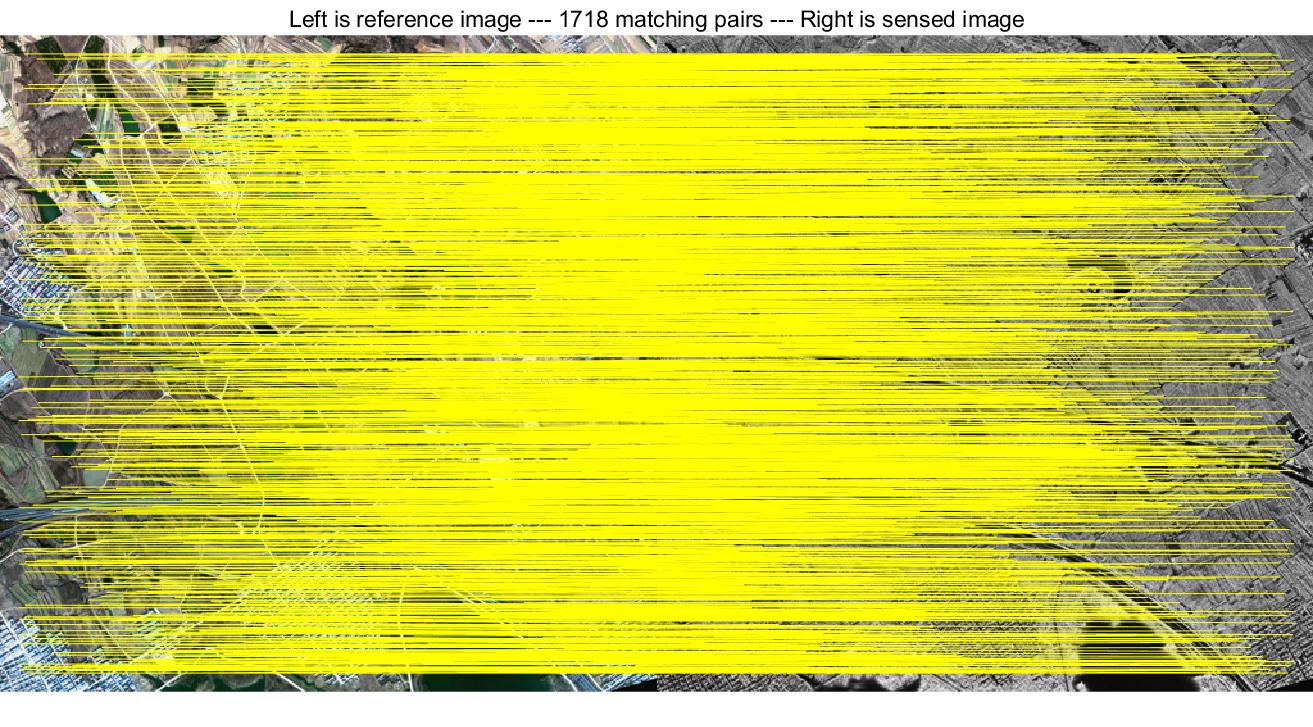 Left is reference image --- 1718 matching pairs --- Right is sensed image